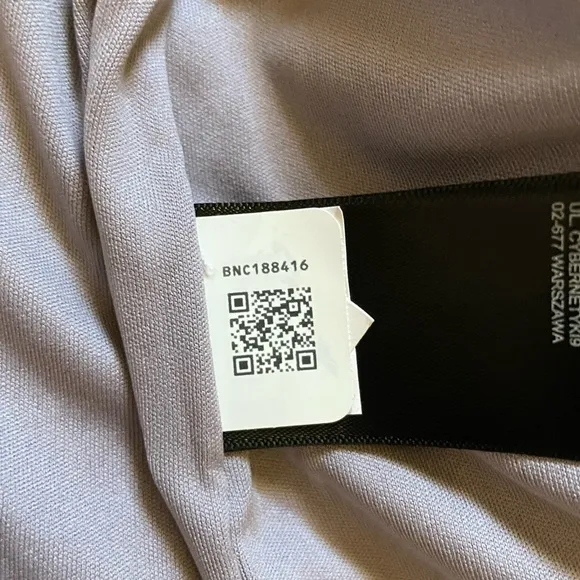 BNC188416
UL. CYBERNETYKI 9
02-677 WARSZAWA